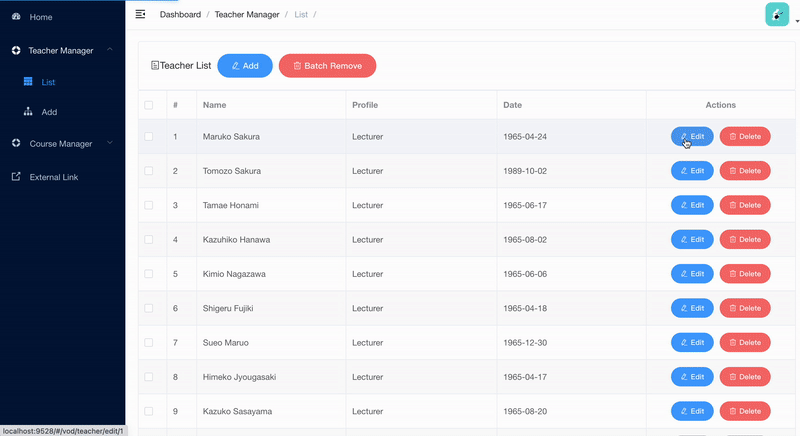 Home
Teacher Manager
List
Add
Course Manager
External Link
Dashboard / Teacher Manager / List /
Teacher List Add Batch Remove
# Name Profile Date Actions
1 Maruko Sakura Lecturer 1965-04-24 Edit Delete
2 Tomozo Sakura Lecturer 1989-10-02 Edit Delete
3 Tamae Honami Lecturer 1965-06-17 Edit Delete
4 Kazuhiko Hanawa Lecturer 1965-08-02 Edit Delete
5 Kimio Nagazawa Lecturer 1965-06-06 Edit Delete
6 Shigeru Fujiki Lecturer 1965-04-18 Edit Delete
7 Sueo Maruo Lecturer 1965-12-30 Edit Delete
8 Himeko Jyougasaki Lecturer 1965-04-17 Edit Delete
9 Kazuko Sasayama Lecturer 1965-08-20 Edit Delete
localhost:9528/#/vod/teacher/edit/1